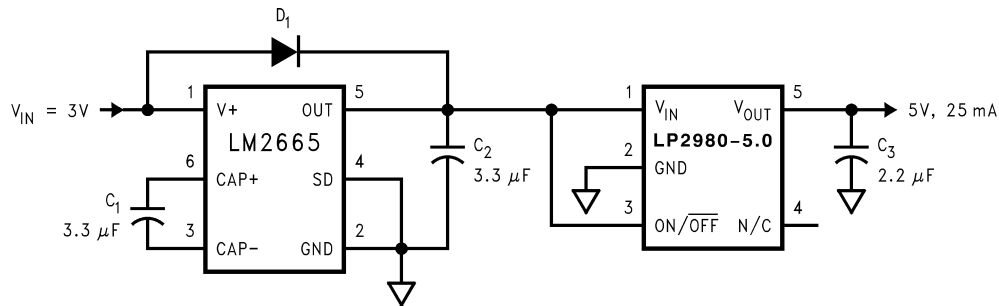 D1
VIN = 3V
1
V+
OUT
5
LM2665
6
CAP+
SD
4
C1
3.3 μF
3
CAP−
GND
2
C2
3.3 μF
1
VIN
VOUT
5
5V, 25 mA
LP2980-5.0
2
GND
3
ON/OFF
N/C
4
C3
2.2 μF